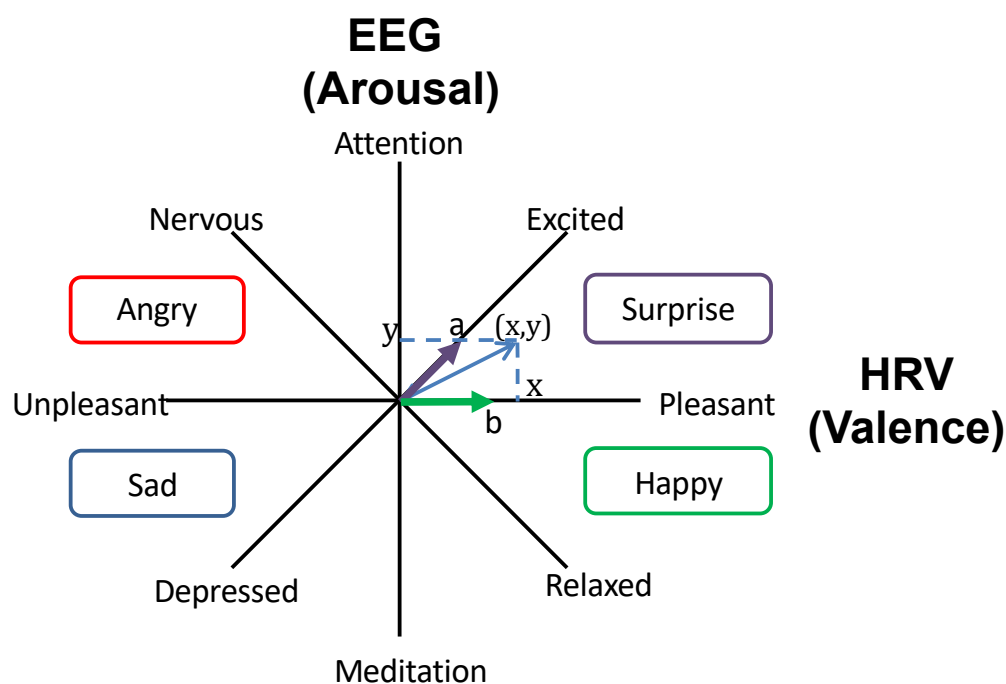 EEG
(Arousal)
Attention
Nervous
Excited
Angry
Surprise
y
a
(x,y)
HRV
(Valence)
Unpleasant
x
Pleasant
b
Sad
Happy
Depressed
Relaxed
Meditation